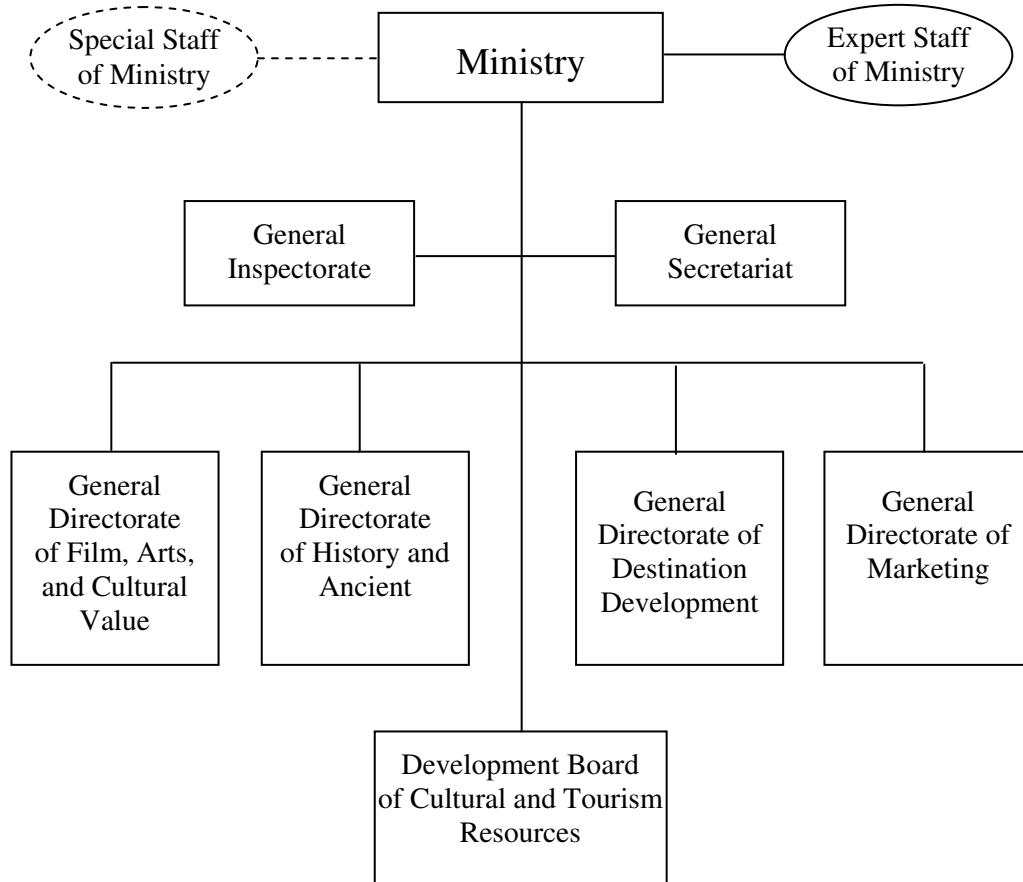 Special Staff
of Ministry
Ministry
Expert Staff
of Ministry
General
Inspectorate
General
Secretariat
General
Directorate
of Film, Arts,
and Cultural
Value
General
Directorate
of History and
Ancient
General
Directorate of
Destination
Development
General
Directorate of
Marketing
Development Board
of Cultural and Tourism
Resources